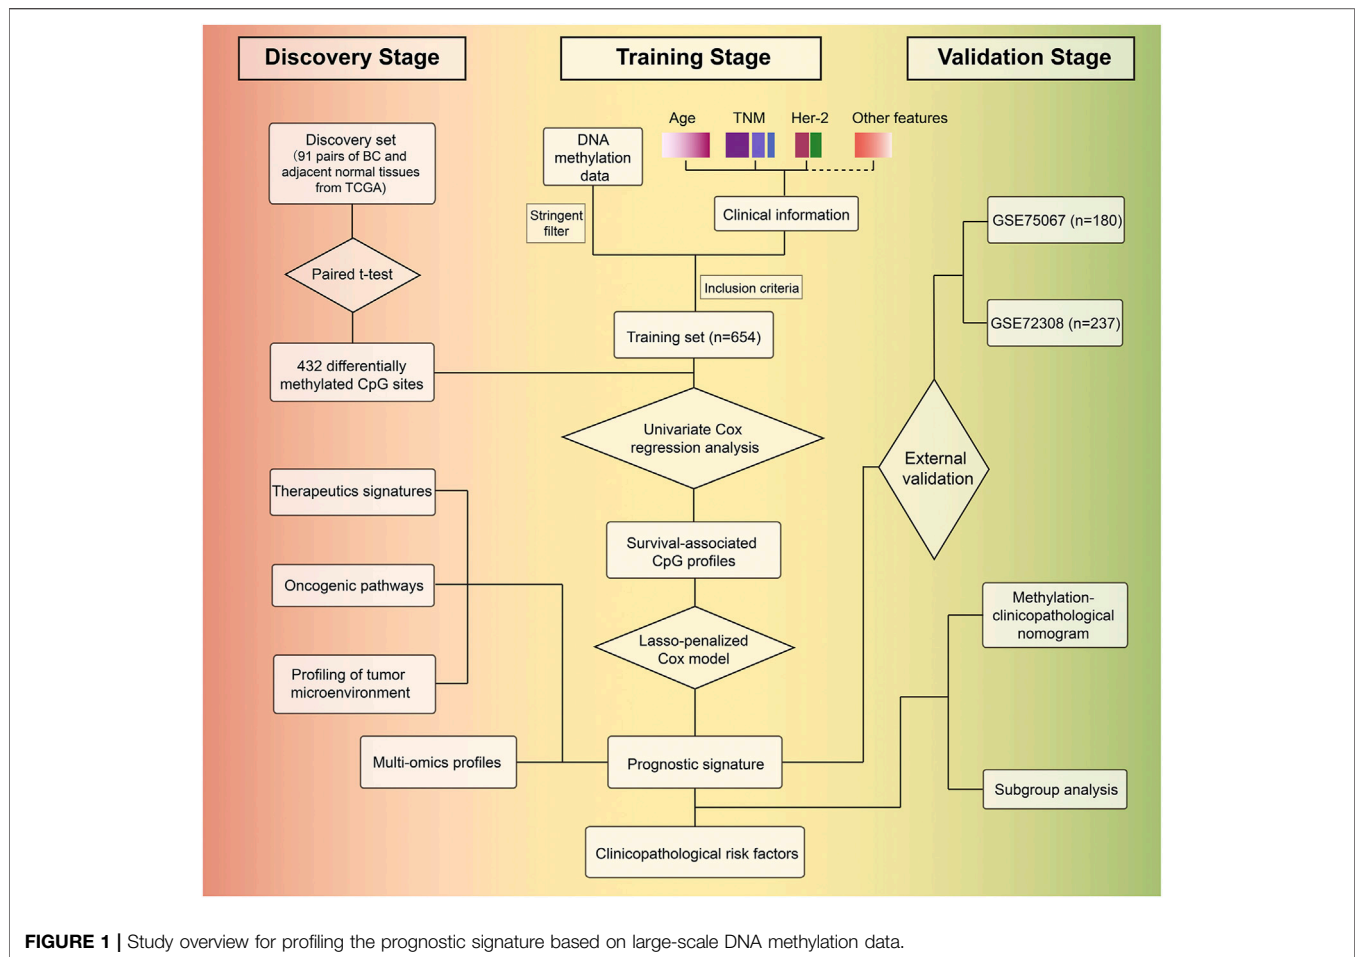 Discovery Stage
Training Stage
Validation Stage
Discovery set
(91 pairs of BC and
adjacent normal tissues
from TCGA)
Paired t-test
432 differentially
methylated CpG sites
Therapeutics signatures
Oncogenic pathways
Profiling of tumor
microenvironment
Multi-omics profiles
DNA
methylation
data
Age
TNM
Her-2
Other features
Stringent
filter
Clinical information
Inclusion criteria
Training set (n=654)
Univariate Cox
regression analysis
Survival-associated
CpG profiles
Lasso-penalized
Cox model
Prognostic signature
Clinicopathological risk factors
GSE75067 (n=180)
GSE72308 (n=237)
External
validation
Methylation-
clinicopathological
nomogram
Subgroup analysis
FIGURE 1 | Study overview for profiling the prognostic signature based on large-scale DNA methylation data.